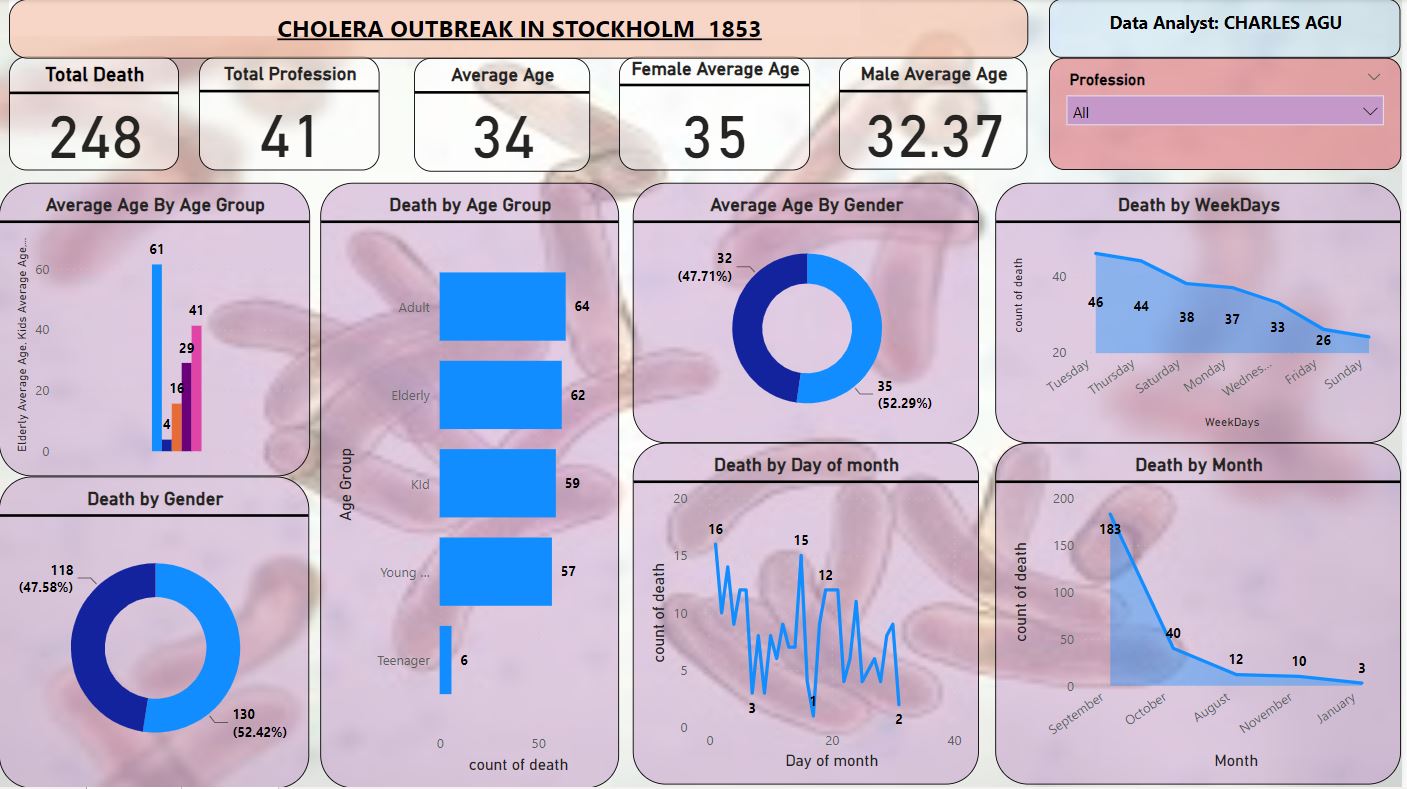 CHOLERA OUTBREAK IN STOCKHOLM 1853
Data Analyst: CHARLES AGU
Total Death
248
Total Profession
41
Average Age
34
Female Average Age
35
Male Average Age
32.37
Profession
All
Average Age By Age Group
Elderly Average Age, Kids Average Age...
60
40
20
0
61
4
16
29
41
Death by Age Group
Age Group
Adult
64
Elderly
62
KId
59
Young ...
57
Teenager
6
0
50
count of death
Average Age By Gender
32
(47.71%)
35
(52.29%)
Death by WeekDays
count of death
40
20
46
44
38
37
33
26
Tuesday
Thursday
Saturday
Monday
Wednes...
Friday
Sunday
WeekDays
Death by Gender
118
(47.58%)
130
(52.42%)
Death by Day of month
count of death
20
15
10
5
0
16
3
15
1
12
2
0
20
40
Day of month
Death by Month
count of death
200
150
100
50
0
183
40
12
10
3
September
October
August
November
January
Month